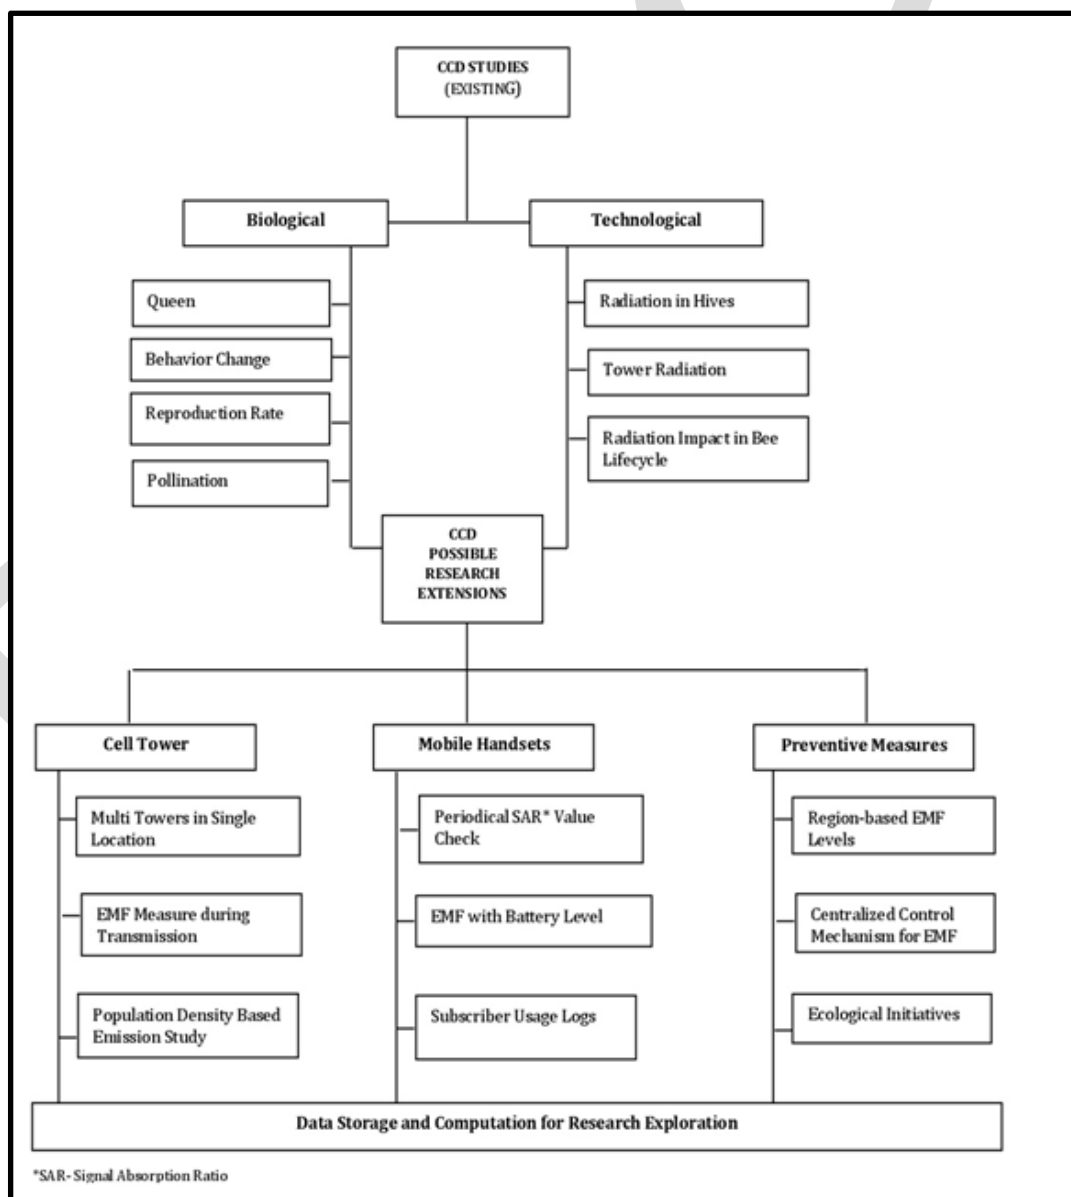 CCD STUDIES
(EXISTING)
Biological
Technological
Queen
Behavior Change
Reproduction Rate
Pollination
Radiation in Hives
Tower Radiation
Radiation Impact in Bee
Lifecycle
CCD
POSSIBLE
RESEARCH
EXTENSIONS
Cell Tower
Multi Towers in Single
Location
EMF Measure during
Transmission
Population Density Based
Emission Study
Mobile Handsets
Periodical SAR* Value
Check
EMF with Battery Level
Subscriber Usage Logs
Preventive Measures
Region-based EMF
Levels
Centralized Control
Mechanism for EMF
Ecological Initiatives
Data Storage and Computation for Research Exploration
*SAR- Signal Absorption Ratio